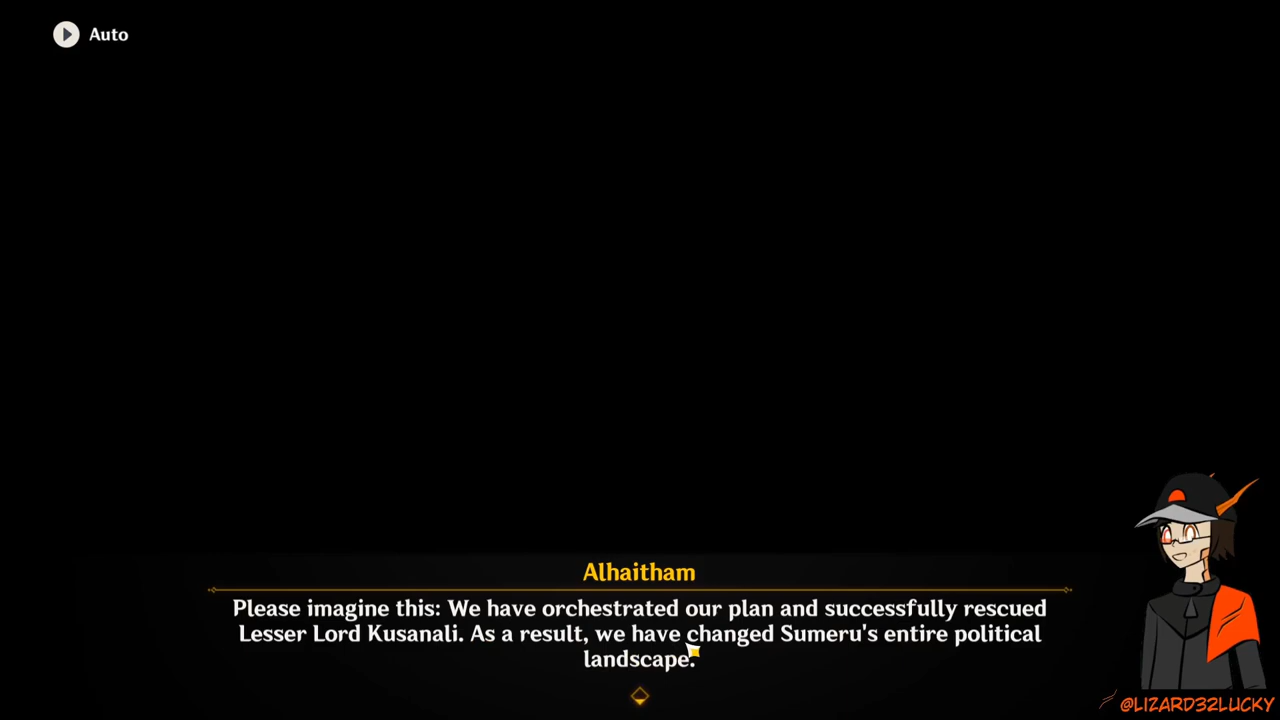 Auto
Alhaitham
Please imagine this: We have orchestrated our plan and successfully rescued
Lesser Lord Kusanali. As a result, we have changed Sumeru's entire political
landscape.
@LIZARD32LUCKY